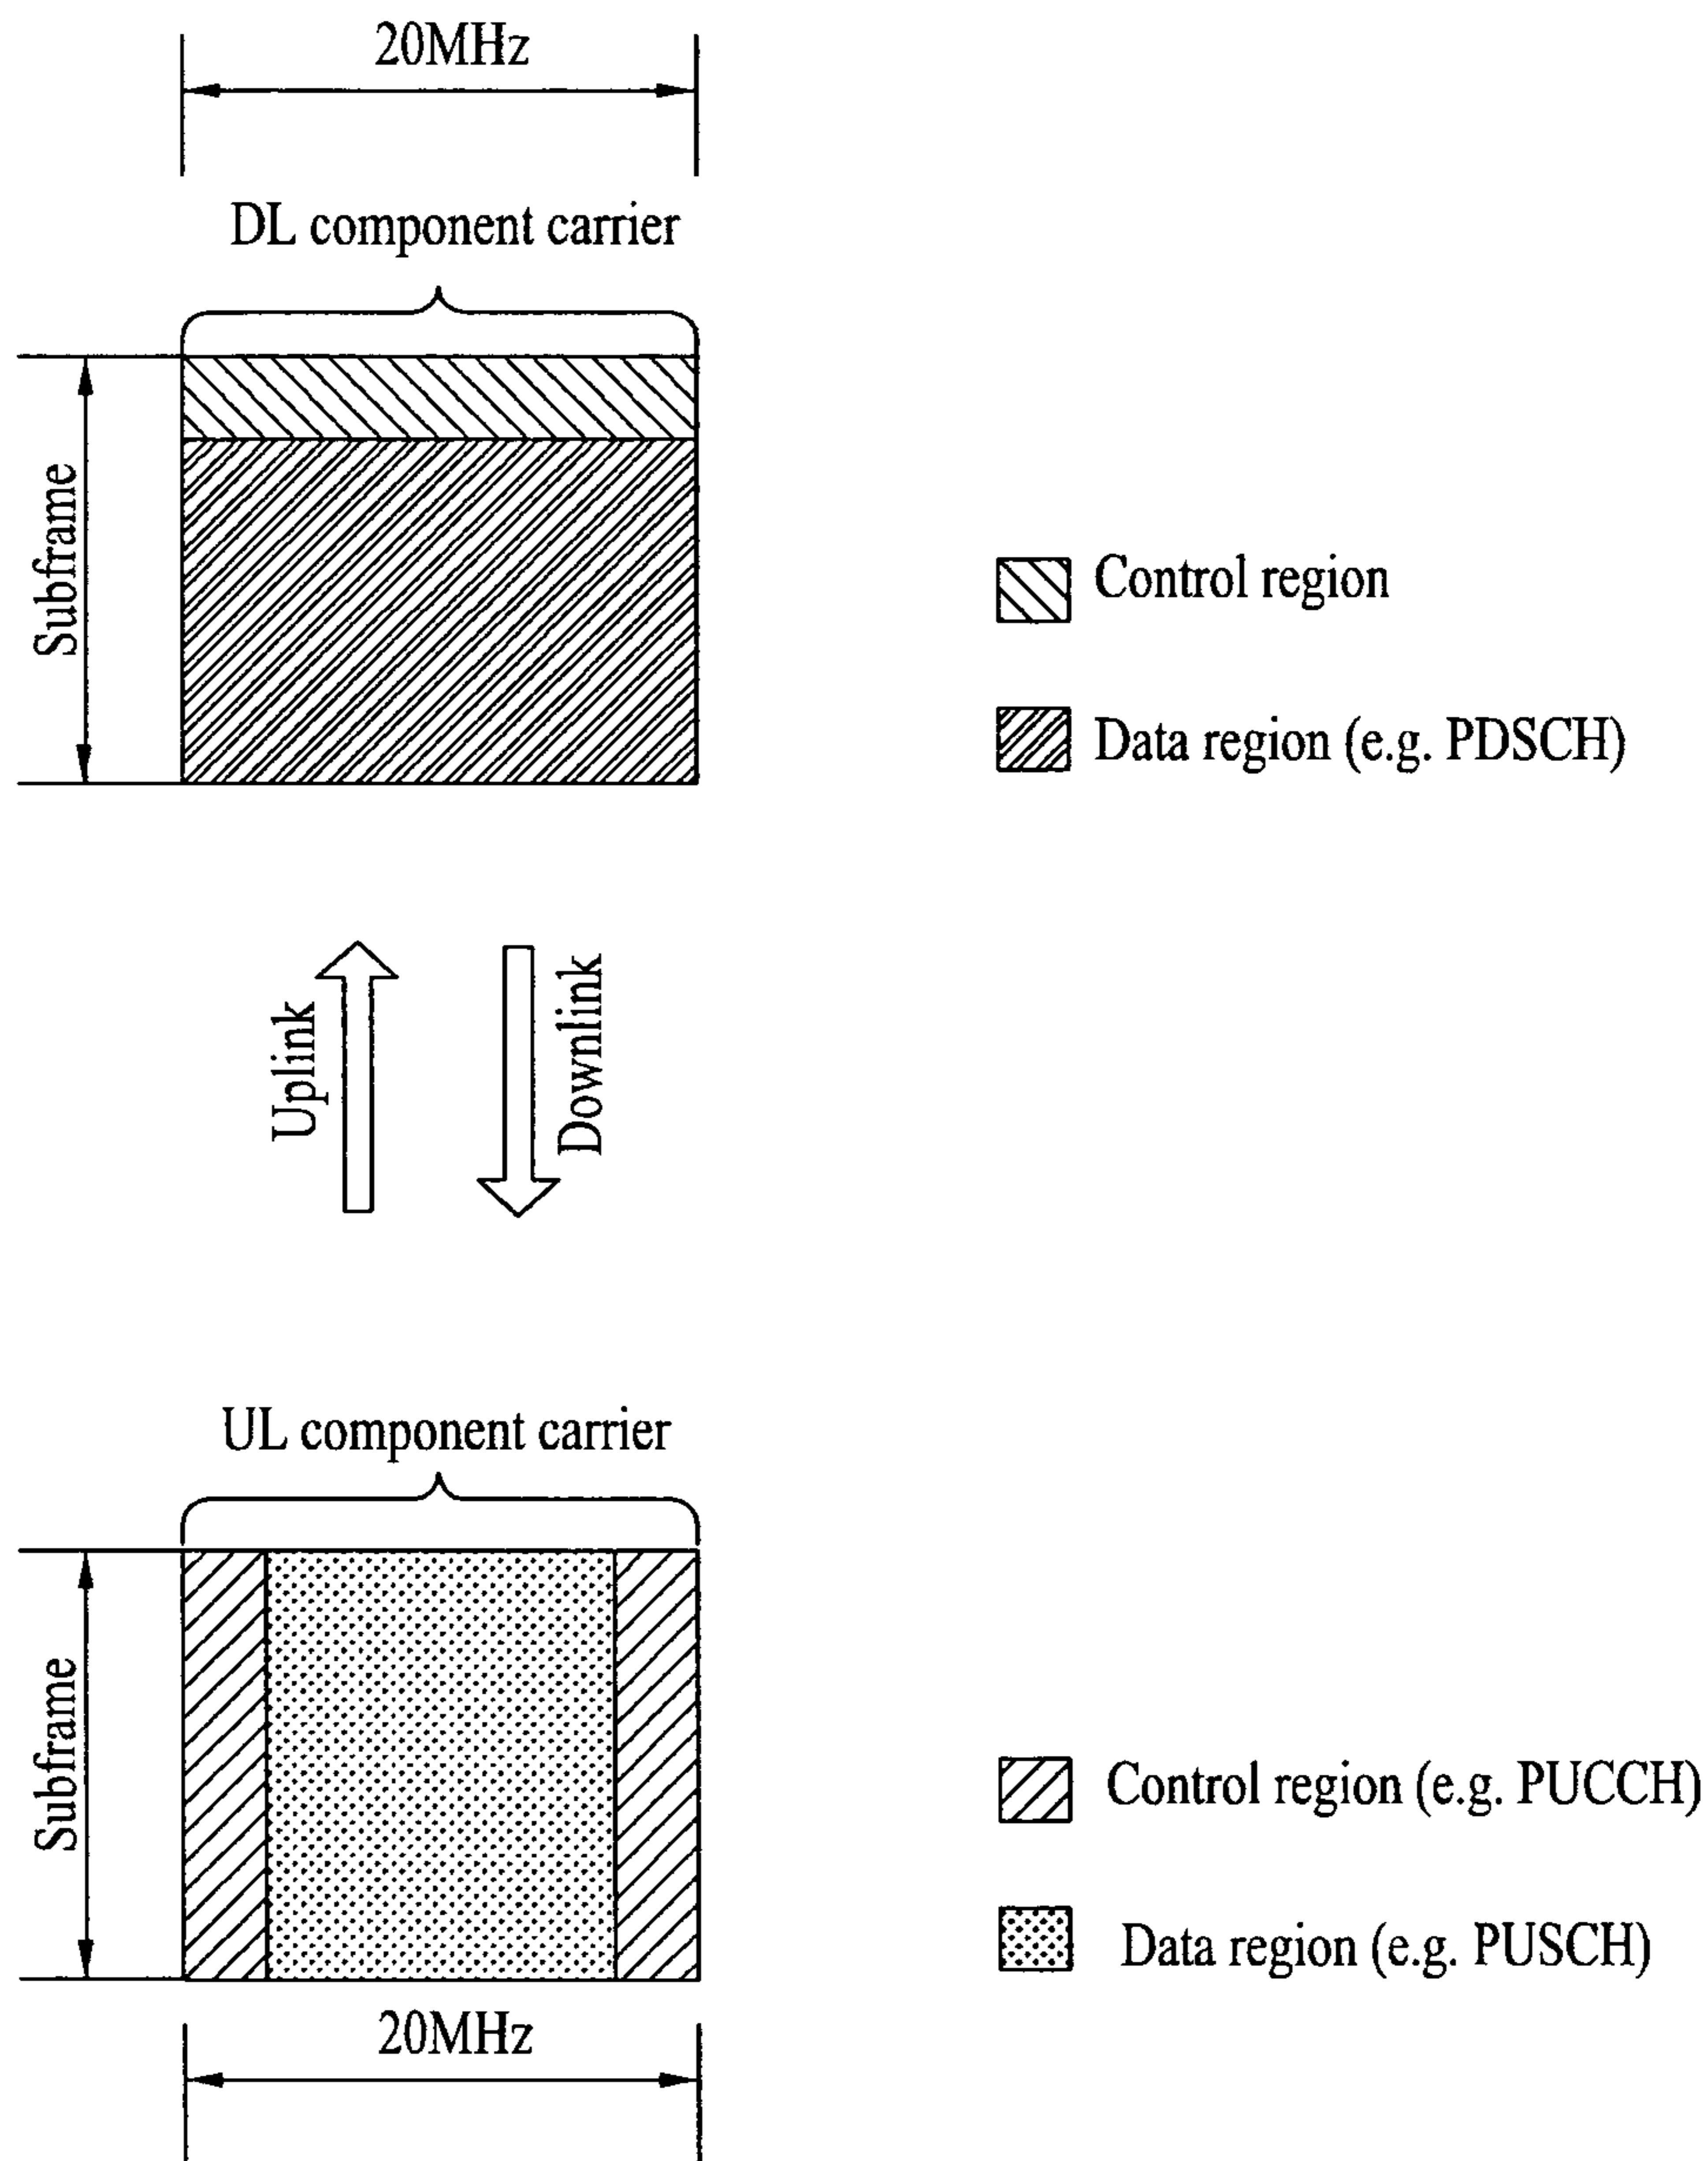 20MHz
DL component carrier
Subframe
Control region
Data region (e.g. PDSCH)
Uplink
Downlink
UL component carrier
Subframe
Control region (e.g. PUCCH)
Data region (e.g. PUSCH)
20MHz